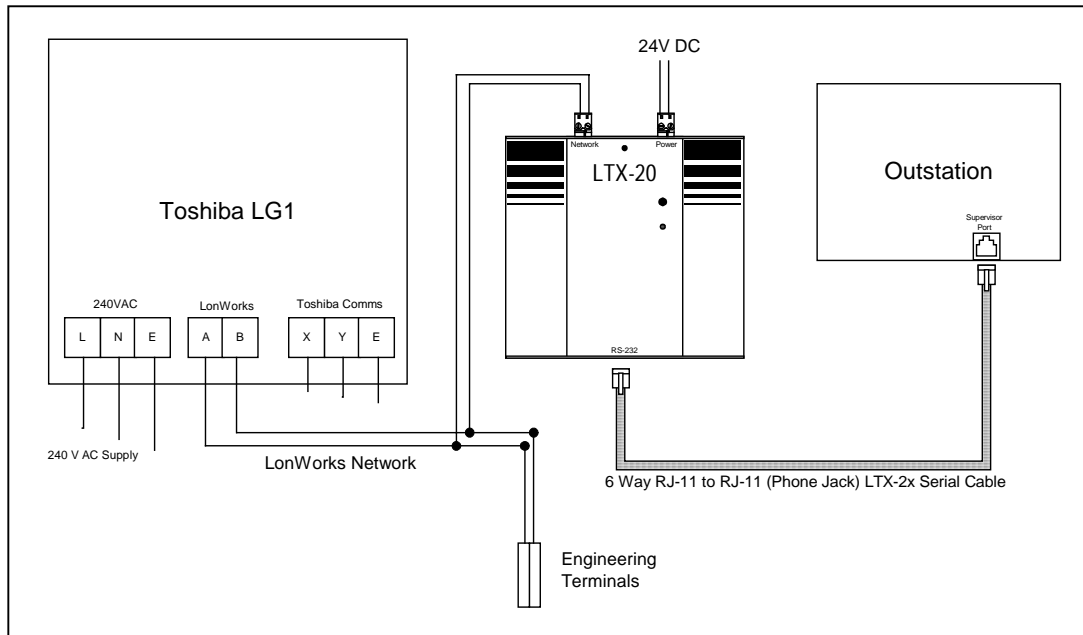 24V DC
Network
Power
LTX-20
RS-232
Toshiba LG1
240VAC
LonWorks
Toshiba Comms
L N E
A B
X Y E
240 V AC Supply
LonWorks Network
Outstation
Supervisor
Port
6 Way RJ-11 to RJ-11 (Phone Jack) LTX-2x Serial Cable
Engineering
Terminals